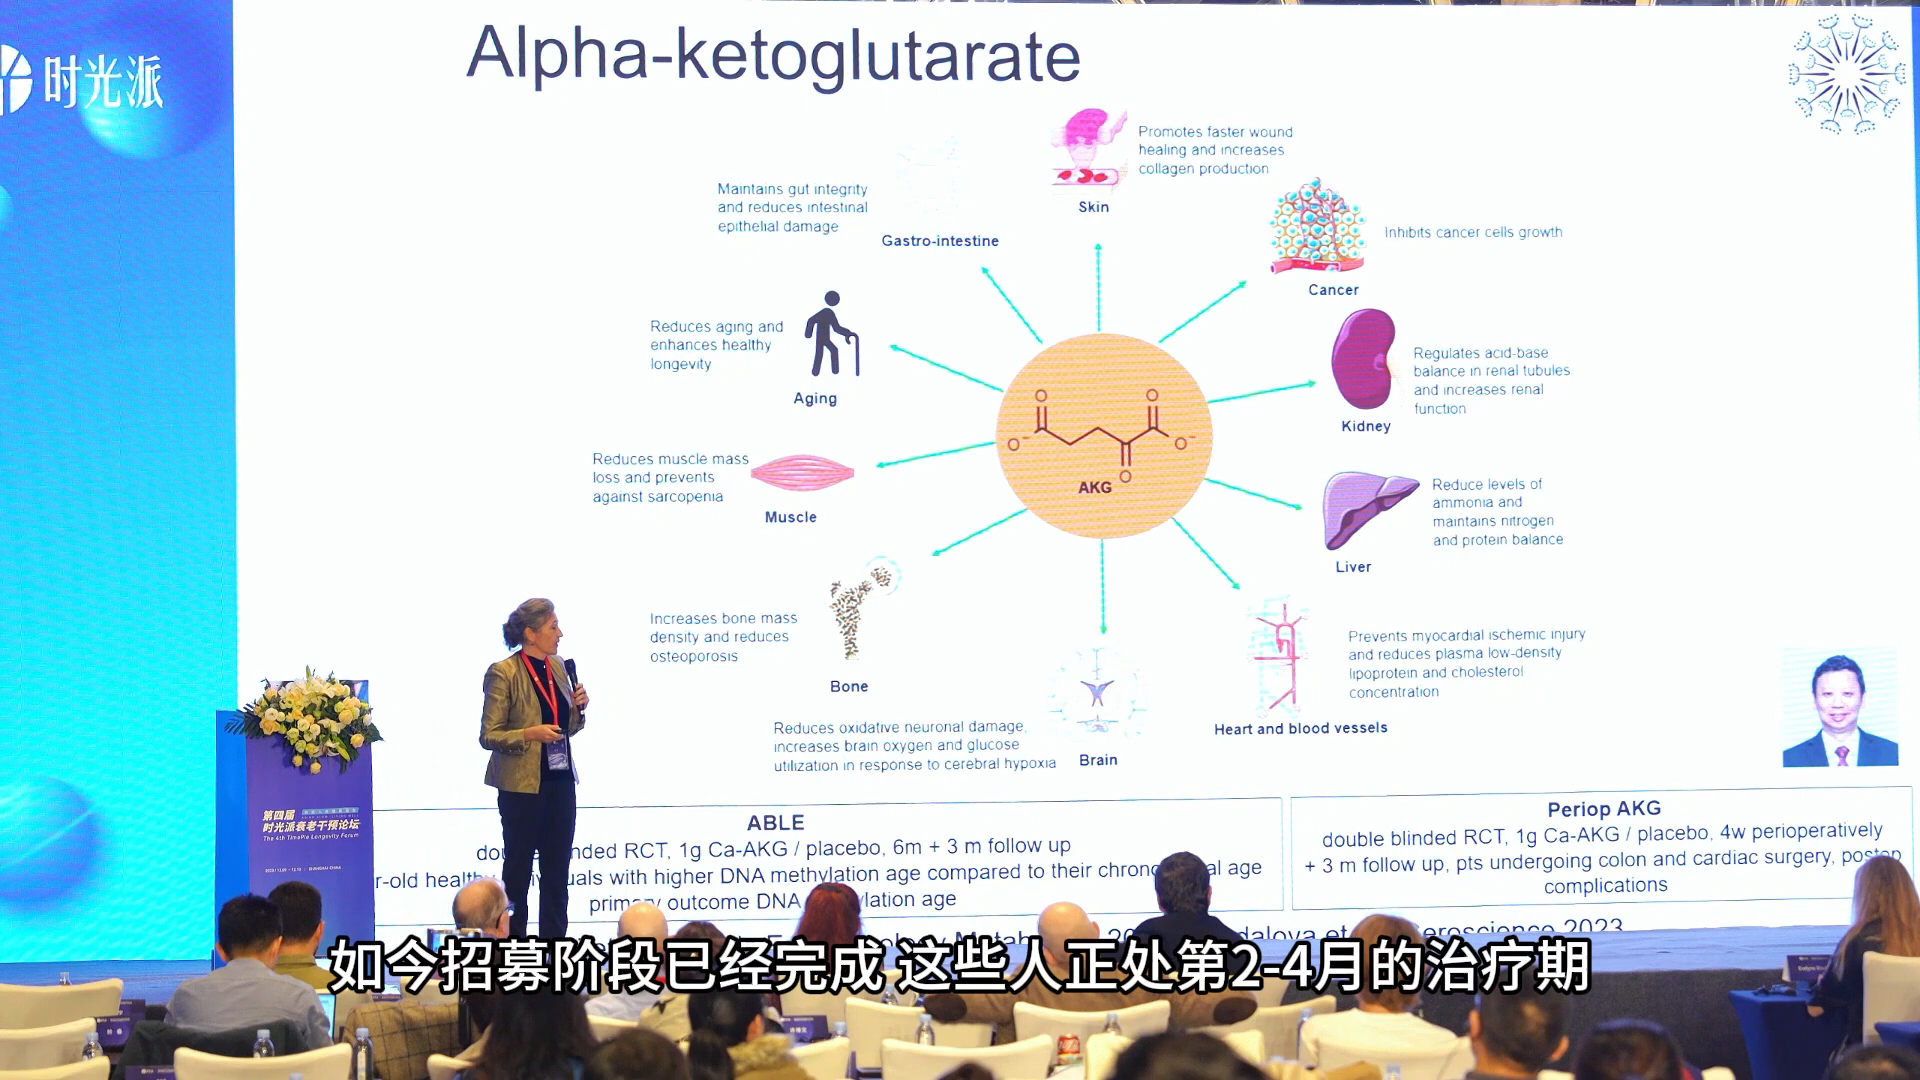 时光派
Alpha-ketoglutarate
Promotes faster wound
healing and increases
collagen production
Skin
Maintains gut integrity
and reduces intestinal
epithelial damage
Gastro-intestine
Inhibits cancer cells growth
Cancer
Reduces aging and
enhances healthy
longevity
Aging
Regulates acid-base
balance in renal tubules
and increases renal
function
Kidney
O
O
O-
O-
O
AKG
Reduces muscle mass
loss and prevents
against sarcopenia
Muscle
Reduce levels of
ammonia and
maintains nitrogen
and protein balance
Liver
Increases bone mass
density and reduces
osteoporosis
Bone
Prevents myocardial ischemic injury
and reduces plasma low-density
lipoprotein and cholesterol
concentration
Heart and blood vessels
Reduces oxidative neuronal damage,
increases brain oxygen and glucose
utilization in response to cerebral hypoxia
Brain
第四届
时光派衰老干预论坛
The 4th TimePie Longevity Forum
ABLE
RCT, 1g Ca-AKG / placebo, 6m + 3 m follow up
with higher DNA methylation age compared to their age
primary outcome DNA age
Periop AKG
double blinded RCT, 1g Ca-AKG / placebo, 4w perioperatively
+ 3 m follow up, pts undergoing colon and cardiac surgery, postop
complications
2023
如今招募阶段已经完成 这些人正处第2-4月的治疗期